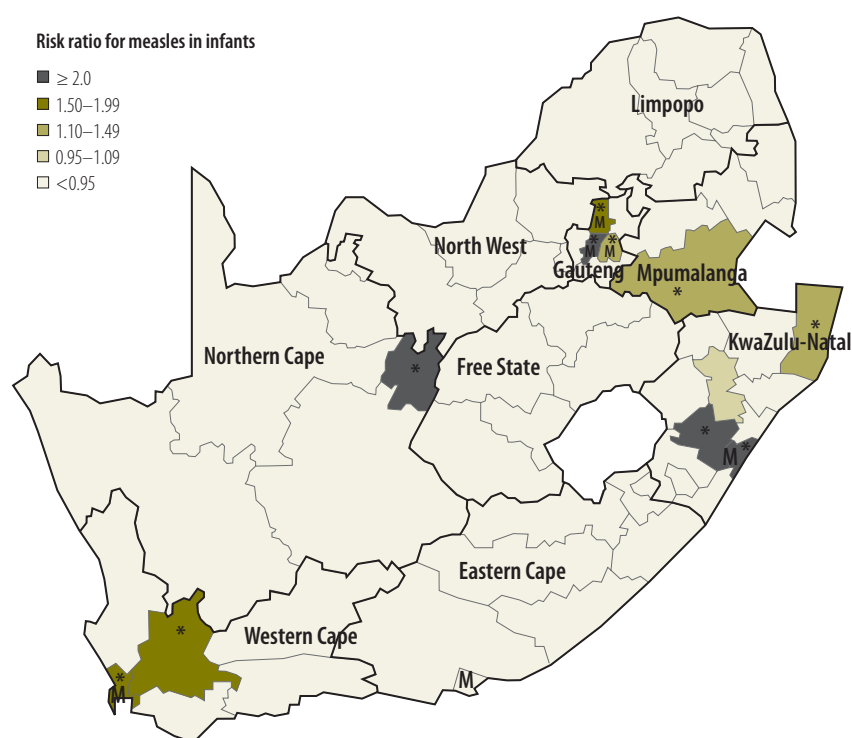 Risk ratio for measles in infants
≥ 2.0
1.50–1.99
1.10–1.49
0.95–1.09
<0.95
Limpopo
*
M
North West
* *
M M
Gauteng
Mpumalanga
*
*
KwaZulu-Natal
Northern Cape
*
Free State
*
*
M
Eastern Cape
*
Western Cape
*
M
M